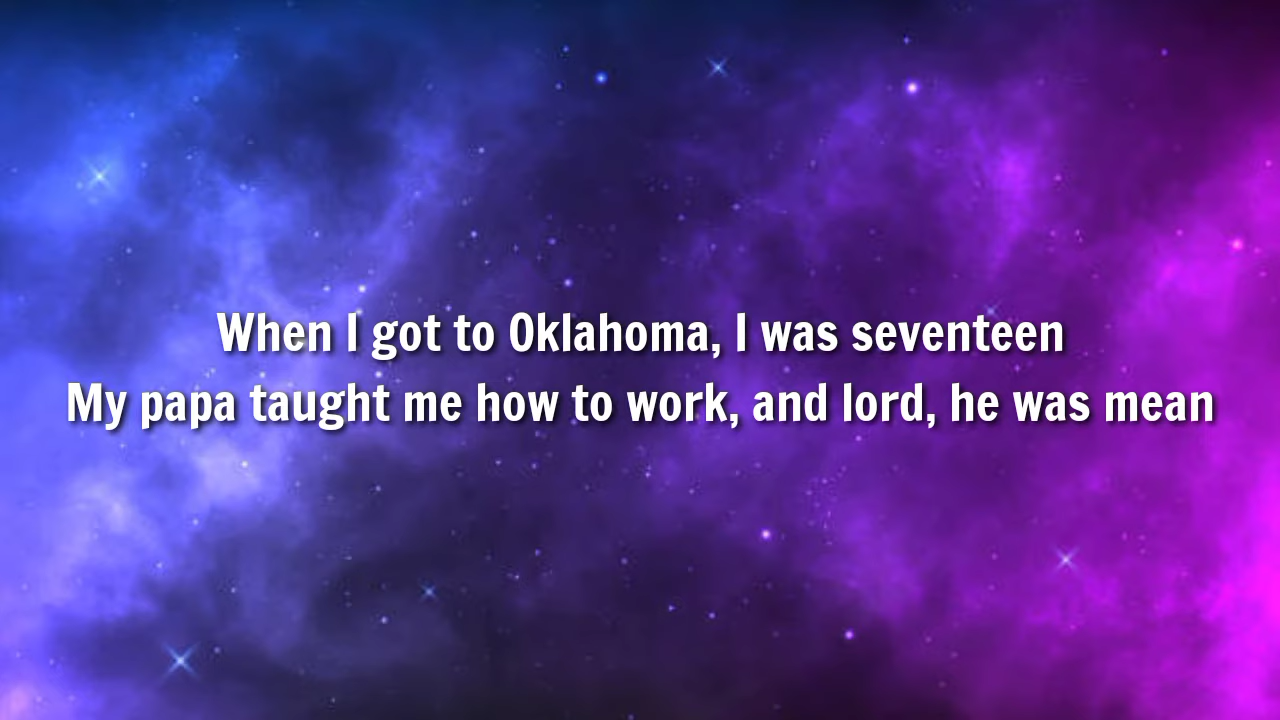 When I got to Oklahoma, I was seventeen
My papa taught me how to work, and lord, he was mean